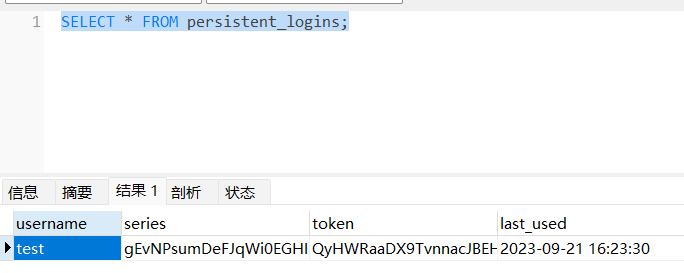 1 SELECT * FROM persistent_logins;
信息 摘要 结果 1 剖析 状态
username series token last_used
test gEvNPsumDeFJqWi0EGHI QyHWRaaDX9TvnnacJBEH 2023-09-21 16:23:30